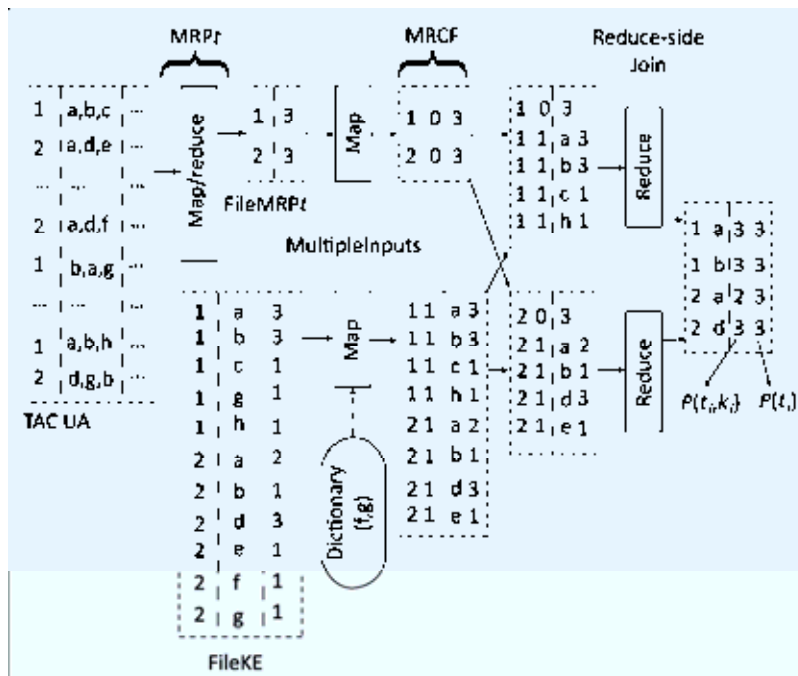 MRPt
MRCF
Reduce-side
Join
1 a,b,c ...
2 a,d,e ...
... ... ...
2 a,d,f ...
1 b,a,g ...
... ... ...
1 a,b,h ...
2 d,g,b ...
TAC UA
Map/reduce
1 3
2 3
FileMRPt
Map
1 0 3
2 0 3
MultipleInputs
1 a 3
1 b 3
1 c 1
1 g 1
1 h 1
2 a 2
2 b 1
2 d 3
2 e 1
2 f 1
2 g 1
FileKE
Map
Dictionary
(f,g)
1 1 a 3
1 1 b 3
1 1 c 1
1 1 h 1
2 1 a 2
2 1 b 1
2 1 d 3
2 1 e 1
1 0 3
1 1 a 3
1 1 b 3
1 1 c 1
1 1 h 1
Reduce
2 0 3
2 1 a 2
2 1 b 1
2 1 d 3
2 1 e 1
Reduce
1 a 3 3
1 b 3 3
2 a 2 3
2 d 3 3
P(ti,ki) P(ti)